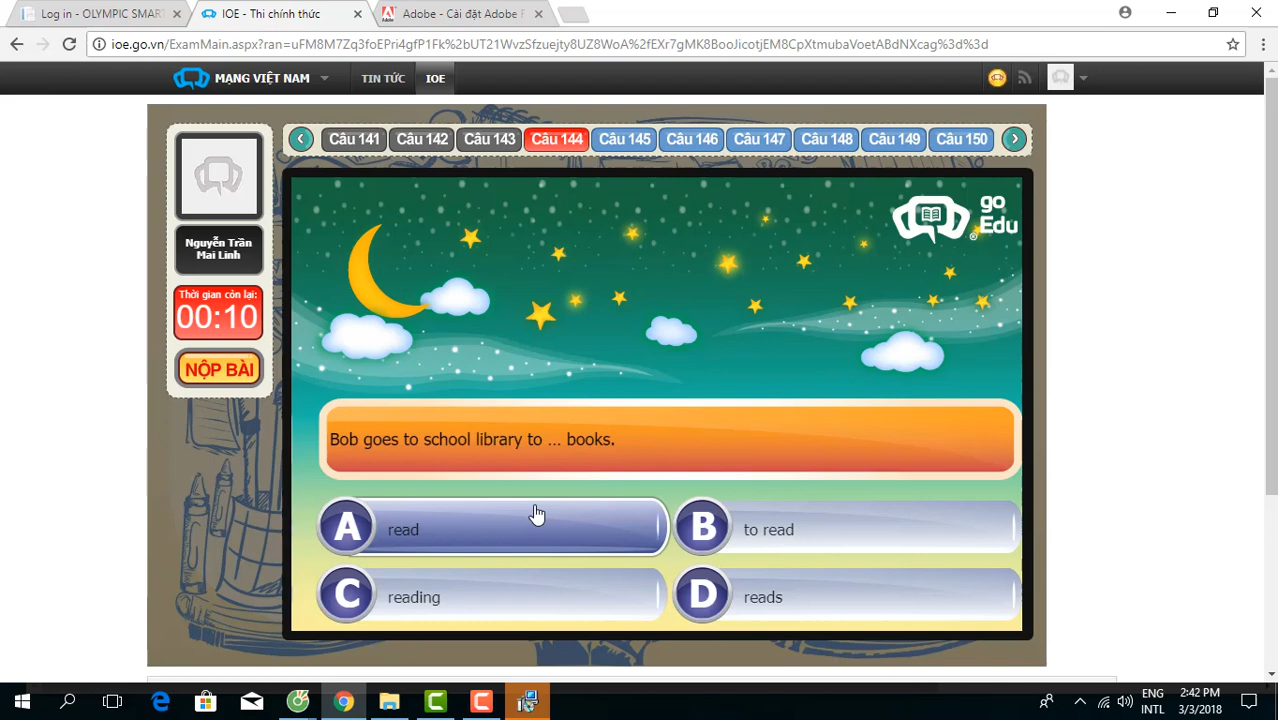 Log in - OLYMPIC SMART
IOE - Thi chính thức
Adobe - Cài đặt Adobe F
ioe.go.vn/ExamMain.aspx?ran=uFM8M7Zq3foEPri4gfP1Fk%2bUT21WvzSfzuejty8UZ8WoA%2fEXr7gMK8BooJicotjEM8CpXtmubaVoetABdNXcag%3d%3d
MẠNG VIỆT NAM
TIN TỨC
IOE
Câu 141
Câu 142
Câu 143
Câu 144
Câu 145
Câu 146
Câu 147
Câu 148
Câu 149
Câu 150
Nguyễn Trần
Mai Linh
Thời gian còn lại:
00:10
NỘP BÀI
go
Edu
Bob goes to school library to ... books.
A read
B to read
C reading
D reads
ENG
INTL
2:42 PM
3/3/2018